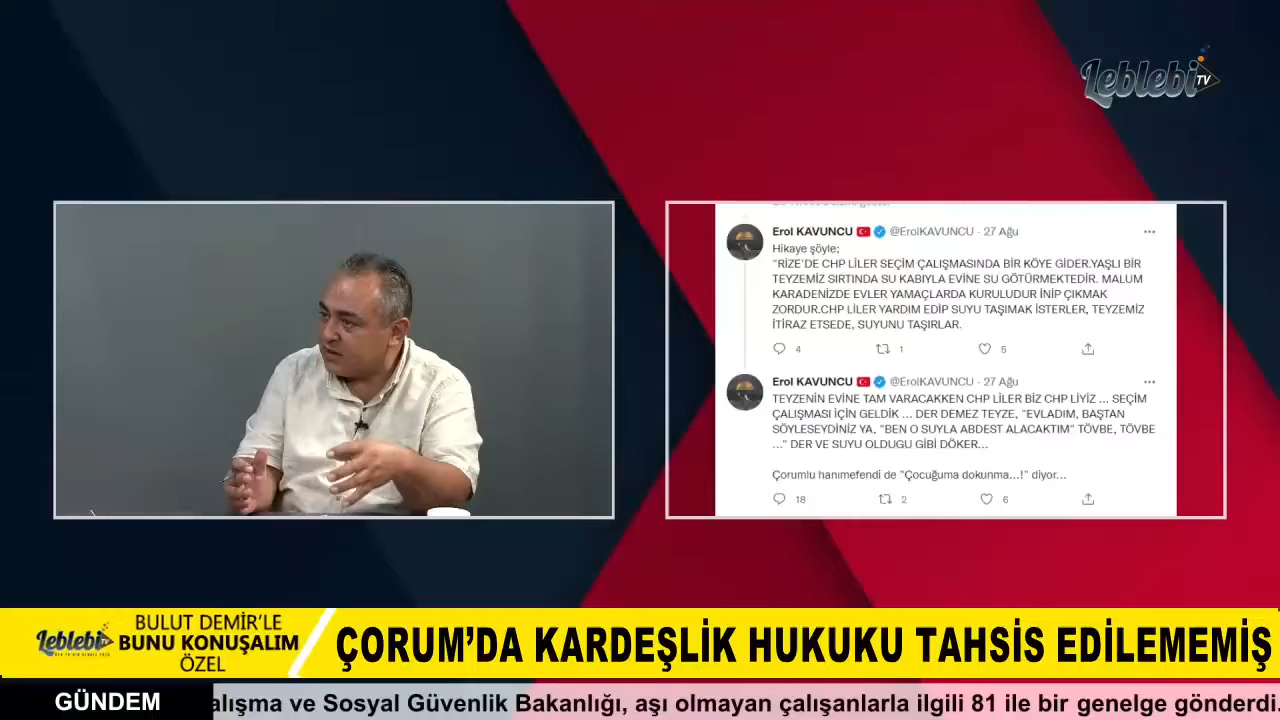 Leblebi TV
Erol KAVUNCU @ErolKAVUNCU · 27 Ağu
Hikaye şöyle;
"RİZE'DE CHP LİLER SEÇİM ÇALIŞMASINDA BİR KÖYE GİDER.YAŞLI BİR
TEYZEMİZ SIRTINDA SU KABIYLA EVİNE SU GÖTÜRMEKTEDİR. MALUM
KARADENİZDE EVLER YAMAÇLARDA KURULUDUR İNİP ÇIKMAK
ZORDUR.CHP LİLER YARDIM EDİP SUYU TAŞIMAK İSTERLER, TEYZEMİZ
İTİRAZ ETSEDE, SUYUNU TAŞIRLAR.
4 1 5
Erol KAVUNCU @ErolKAVUNCU · 27 Ağu
TEYZENİN EVİNE TAM VARACAKKEN CHP LİLER BİZ CHP LİYİZ ... SEÇİM
ÇALIŞMASI İÇİN GELDİK ... DER DEMEZ TEYZE, "EVLADIM, BAŞTAN
SÖYLESEYDİNİZ YA, "BEN O SUYLA ABDEST ALACAKTIM" TÖVBE, TÖVBE
..." DER VE SUYU OLDUGU GİBİ DÖKER...
Çorumlu hanımefendi de "Çocuğuma dokunma...!" diyor...
18 2 6
Leblebi TV
BULUT DEMİR'LE
BUNU KONUŞALIM
ÖZEL
ÇORUM'DA KARDEŞLİK HUKUKU TAHSİS EDİLEMEMİŞ
GÜNDEM
alışma ve Sosyal Güvenlik Bakanlığı, aşı olmayan çalışanlarla ilgili 81 ile bir genelge gönderdi.